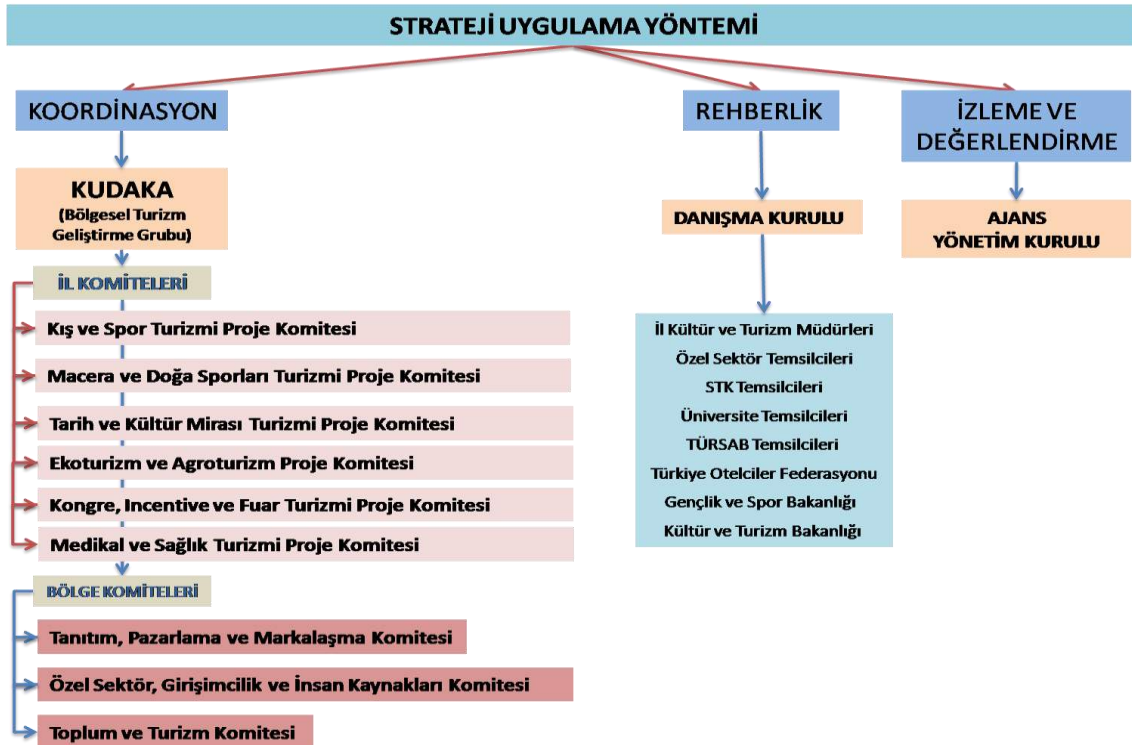 STRATEJİ UYGULAMA YÖNTEMİ
KOORDİNASYON
KUDAKA
(Bölgesel Turizm
Geliştirme Grubu)
İL KOMİTELERİ
Kış ve Spor Turizmi Proje Komitesi
Macera ve Doğa Sporları Turizmi Proje Komitesi
Tarih ve Kültür Mirası Turizmi Proje Komitesi
Ekoturizm ve Agroturizm Proje Komitesi
Kongre, Incentive ve Fuar Turizmi Proje Komitesi
Medikal ve Sağlık Turizmi Proje Komitesi
BÖLGE KOMİTELERİ
Tanıtım, Pazarlama ve Markalaşma Komitesi
Özel Sektör, Girişimcilik ve İnsan Kaynakları Komitesi
Toplum ve Turizm Komitesi
REHBERLİK
DANIŞMA KURULU
İl Kültür ve Turizm Müdürleri
Özel Sektör Temsilcileri
STK Temsilcileri
Üniversite Temsilcileri
TÜRSAB Temsilcileri
Türkiye Otelciler Federasyonu
Gençlik ve Spor Bakanlığı
Kültür ve Turizm Bakanlığı
İZLEME VE
DEĞERLENDİRME
AJANS
YÖNETİM KURULU